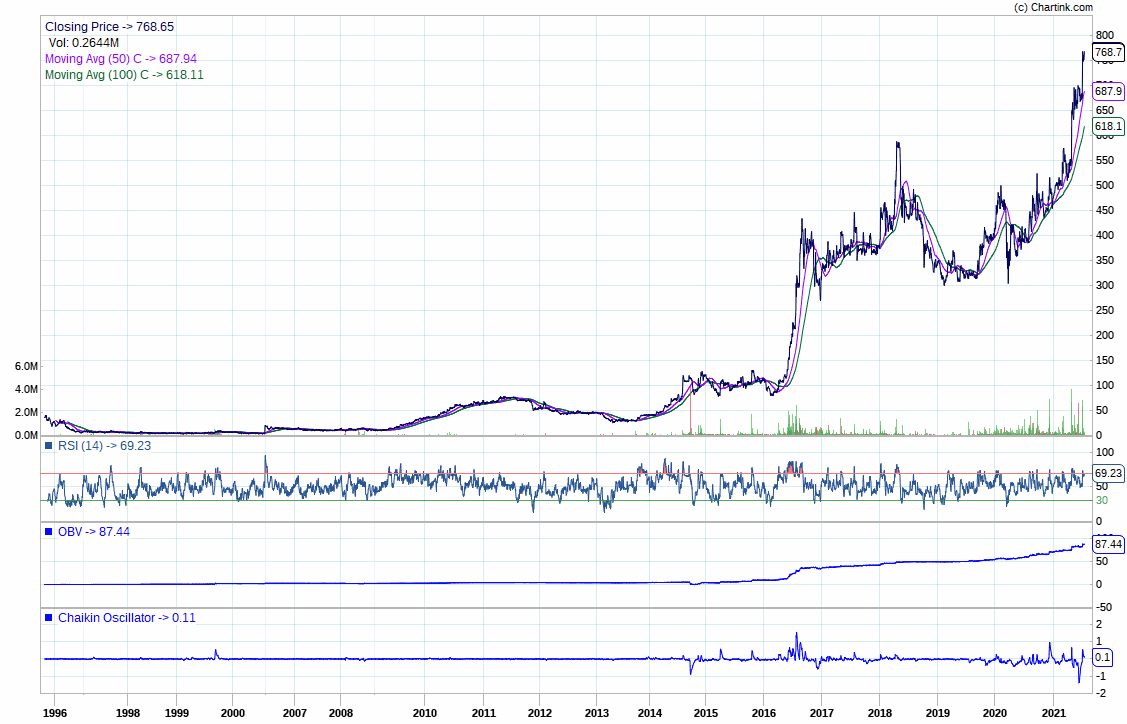 (c) Chartink.com
Closing Price -> 768.65
Vol: 0.2644M
Moving Avg (50) C -> 687.94
Moving Avg (100) C -> 618.11
800
768.7
687.9
650
618.1
550
500
450
400
350
300
250
200
150
100
50
0
6.0M
4.0M
2.0M
0.0M
RSI (14) -> 69.23
100
69.23
50
30
0
OBV -> 87.44
87.44
50
0
-50
Chaikin Oscillator -> 0.11
2
1
0.1
-1
-2
1996 1998 1999 2000 2007 2008 2010 2011 2012 2013 2014 2015 2016 2017 2018 2019 2020 2021